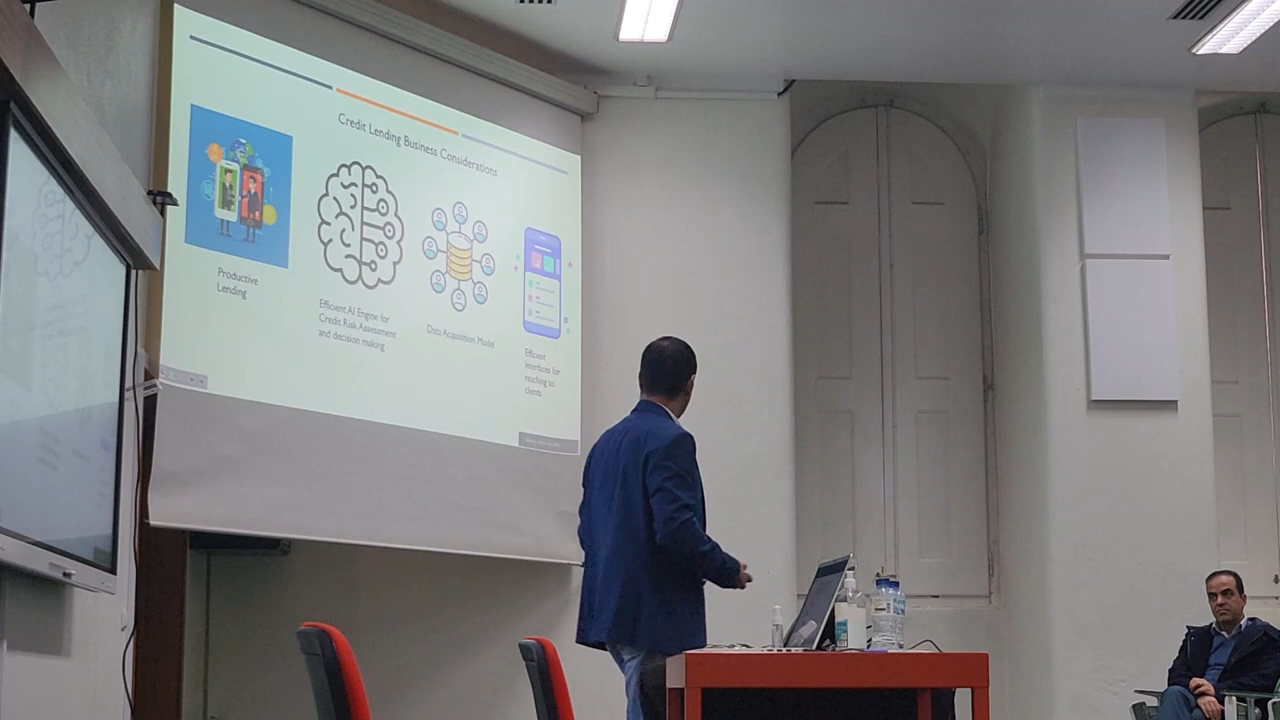 Credit Lending Business Considerations
Productive
Lending
Efficient AI Engine for
Credit Risk Assessment
and decision making
Data Acquisition Model
Efficient
Interfaces for
reaching to
clients